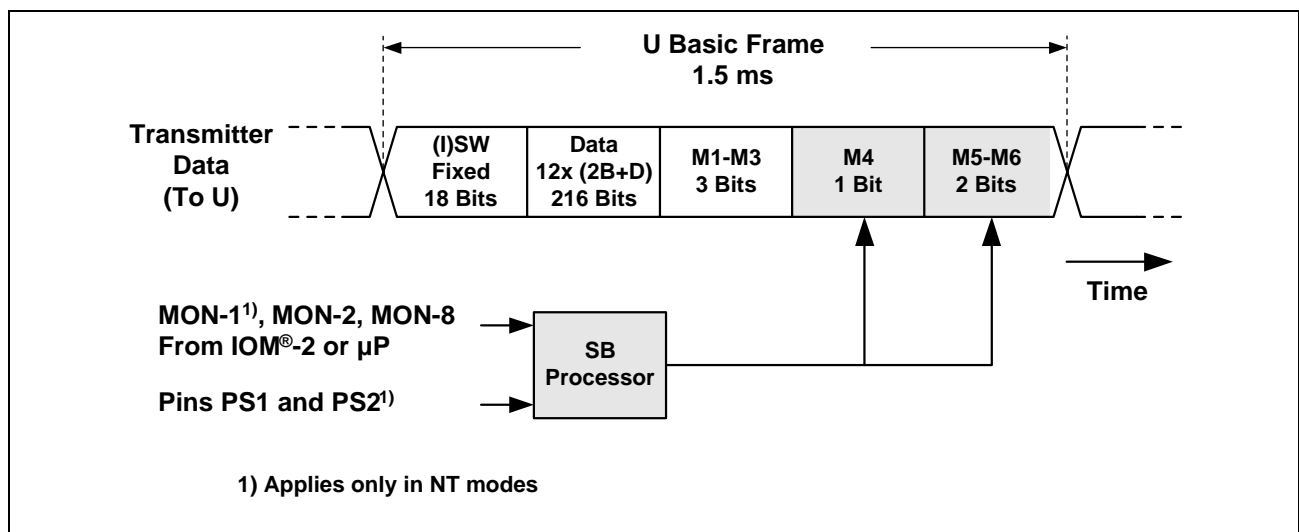 U Basic Frame
1.5 ms
Transmitter
Data
(To U)
(I)SW
Fixed
18 Bits
Data
12x (2B+D)
216 Bits
M1-M3
3 Bits
M4
1 Bit
M5-M6
2 Bits
Time
MON-1¹⁾, MON-2, MON-8
From IOM®-2 or µP
SB
Processor
Pins PS1 and PS2¹⁾
1) Applies only in NT modes